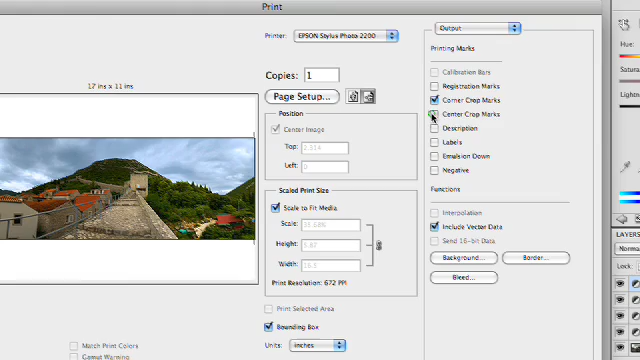 Print
Printer: EPSON Stylus Photo 2200
Output
Printing Marks
Copies: 1
Calibration Bars
17 ins x 11 ins
Registration Marks
Page Setup...
Corner Crop Marks
Position
Center Crop Marks
Center Image
Description
Top: 2.314
Labels
Left: 0
Emulsion Down
Negative
Scaled Print Size
Functions
Scale to Fit Media
Interpolation
Scale:
Include Vector Data
Height:
Send 16-bit Data
Background...
Border...
Width:
Bleed...
Print Resolution: 672 PPI
Print Selected Area
Bounding Box
Match Print Colors
Units: inches
Gamut Warning
Hue:
Satura
Lightn
LAYERS
Norma
Lock: